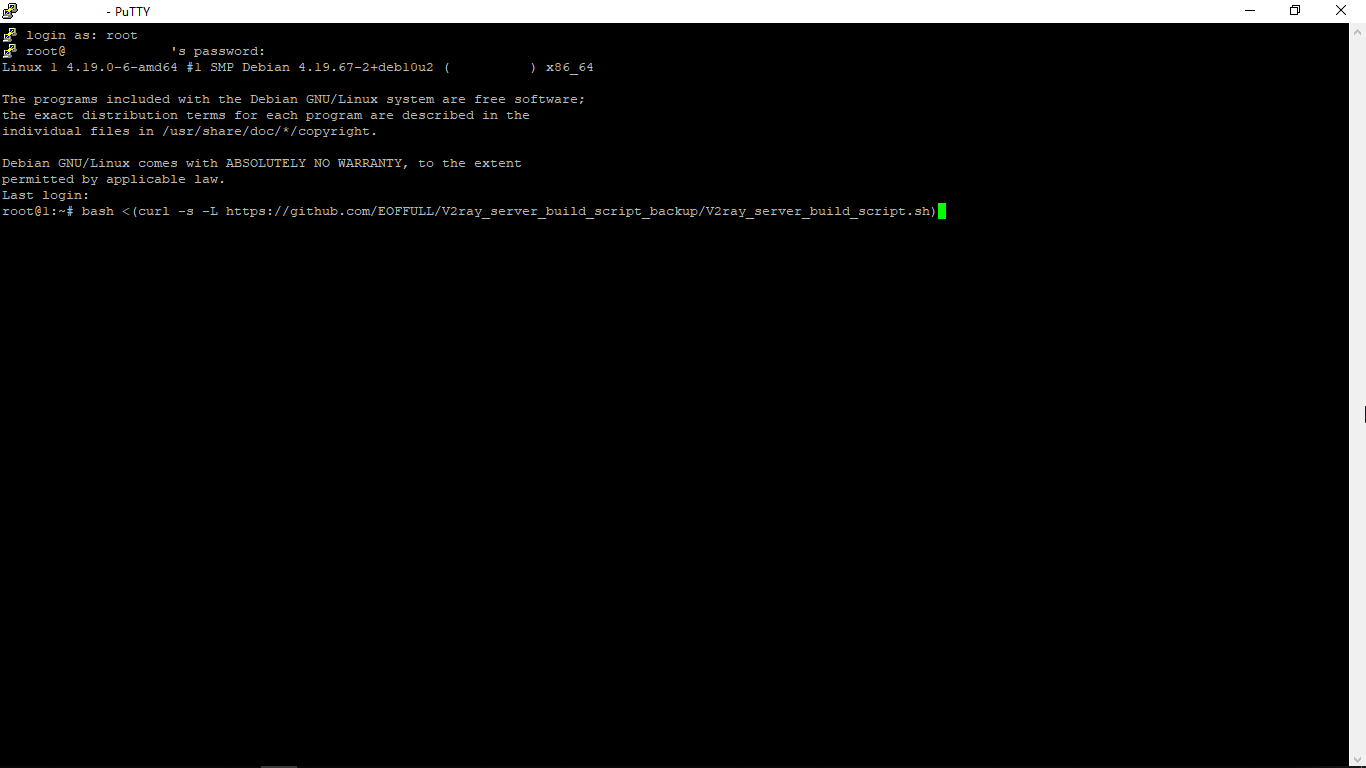 - PuTTY
login as: root
root@ 's password:
Linux 1 4.19.0-6-amd64 #1 SMP Debian 4.19.67-2+deb10u2 ( ) x86_64
The programs included with the Debian GNU/Linux system are free software;
the exact distribution terms for each program are described in the
individual files in /usr/share/doc/*/copyright.
Debian GNU/Linux comes with ABSOLUTELY NO WARRANTY, to the extent
permitted by applicable law.
Last login:
root@1:~# bash <(curl -s -L https://github.com/EOFFULL/V2ray_server_build_script_backup/V2ray_server_build_script.sh)